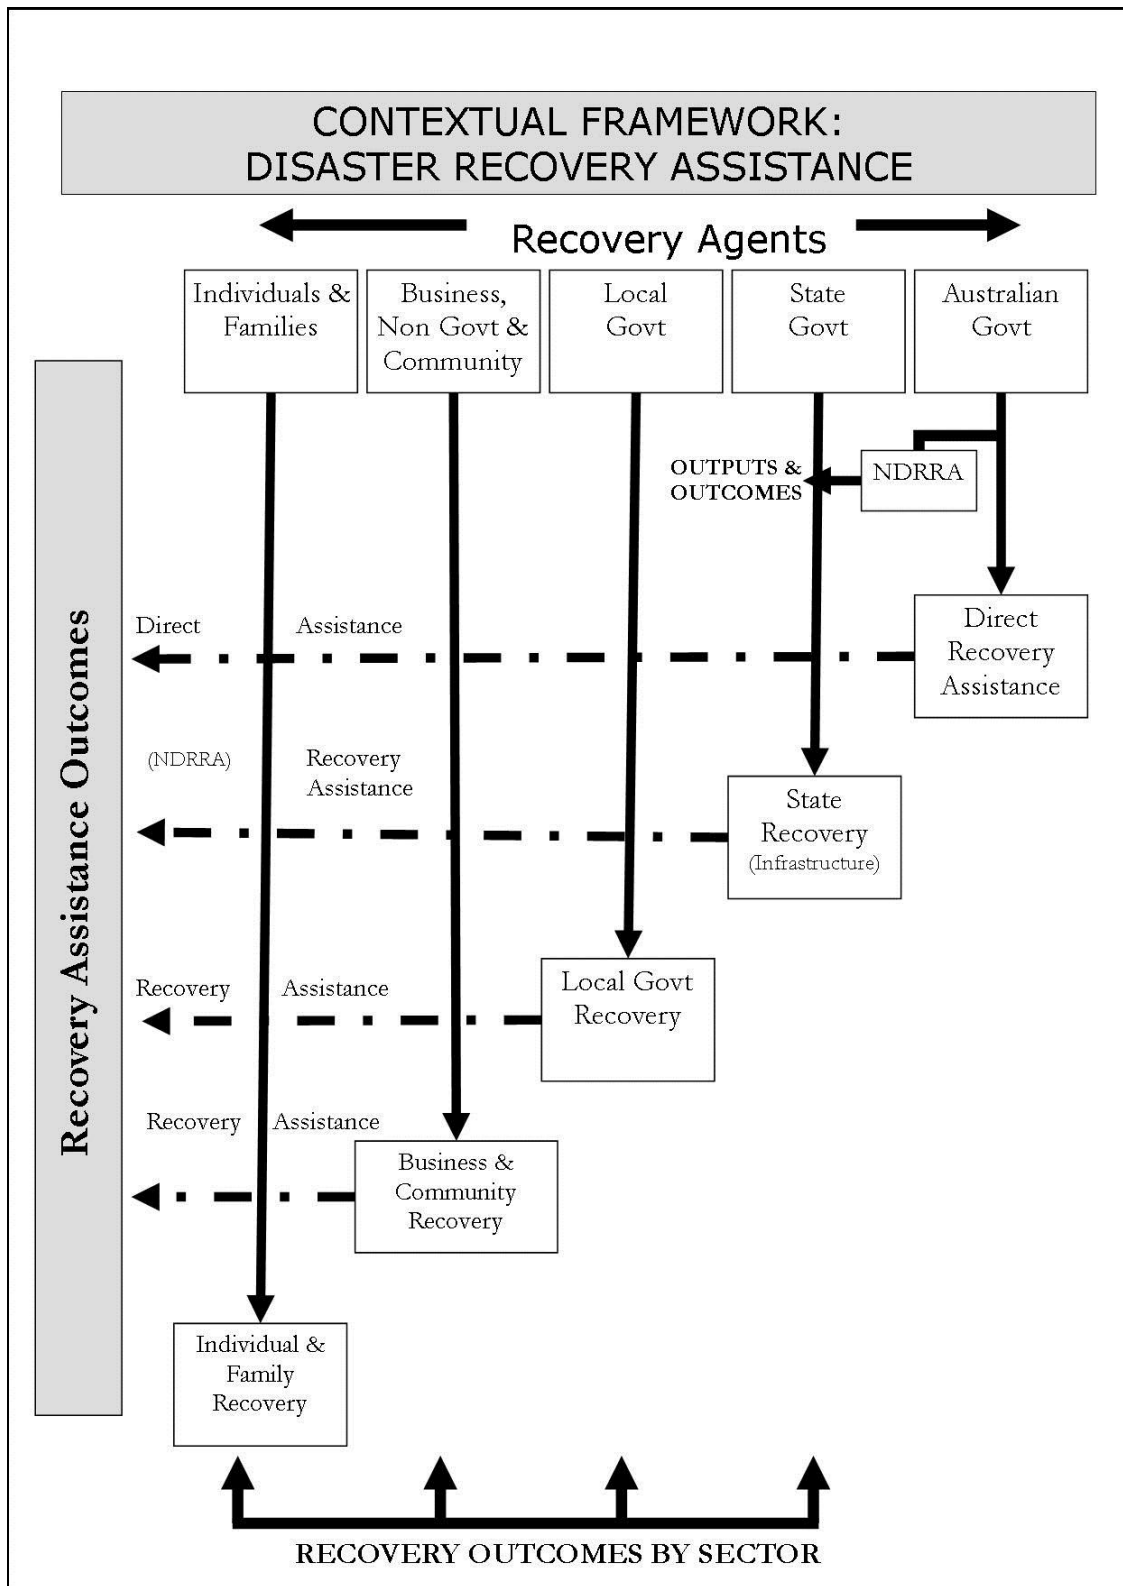 CONTEXTUAL FRAMEWORK:
DISASTER RECOVERY ASSISTANCE
Recovery Agents
Individuals &
Families
Business,
Non Govt &
Community
Local
Govt
State
Govt
Australian
Govt
OUTPUTS &
OUTCOMES
NDRRA
Recovery Assistance Outcomes
Direct Assistance
Direct
Recovery
Assistance
(NDRRA) Recovery
Assistance
State
Recovery
(Infrastructure)
Recovery Assistance
Local Govt
Recovery
Recovery Assistance
Business &
Community
Recovery
Individual &
Family
Recovery
RECOVERY OUTCOMES BY SECTOR